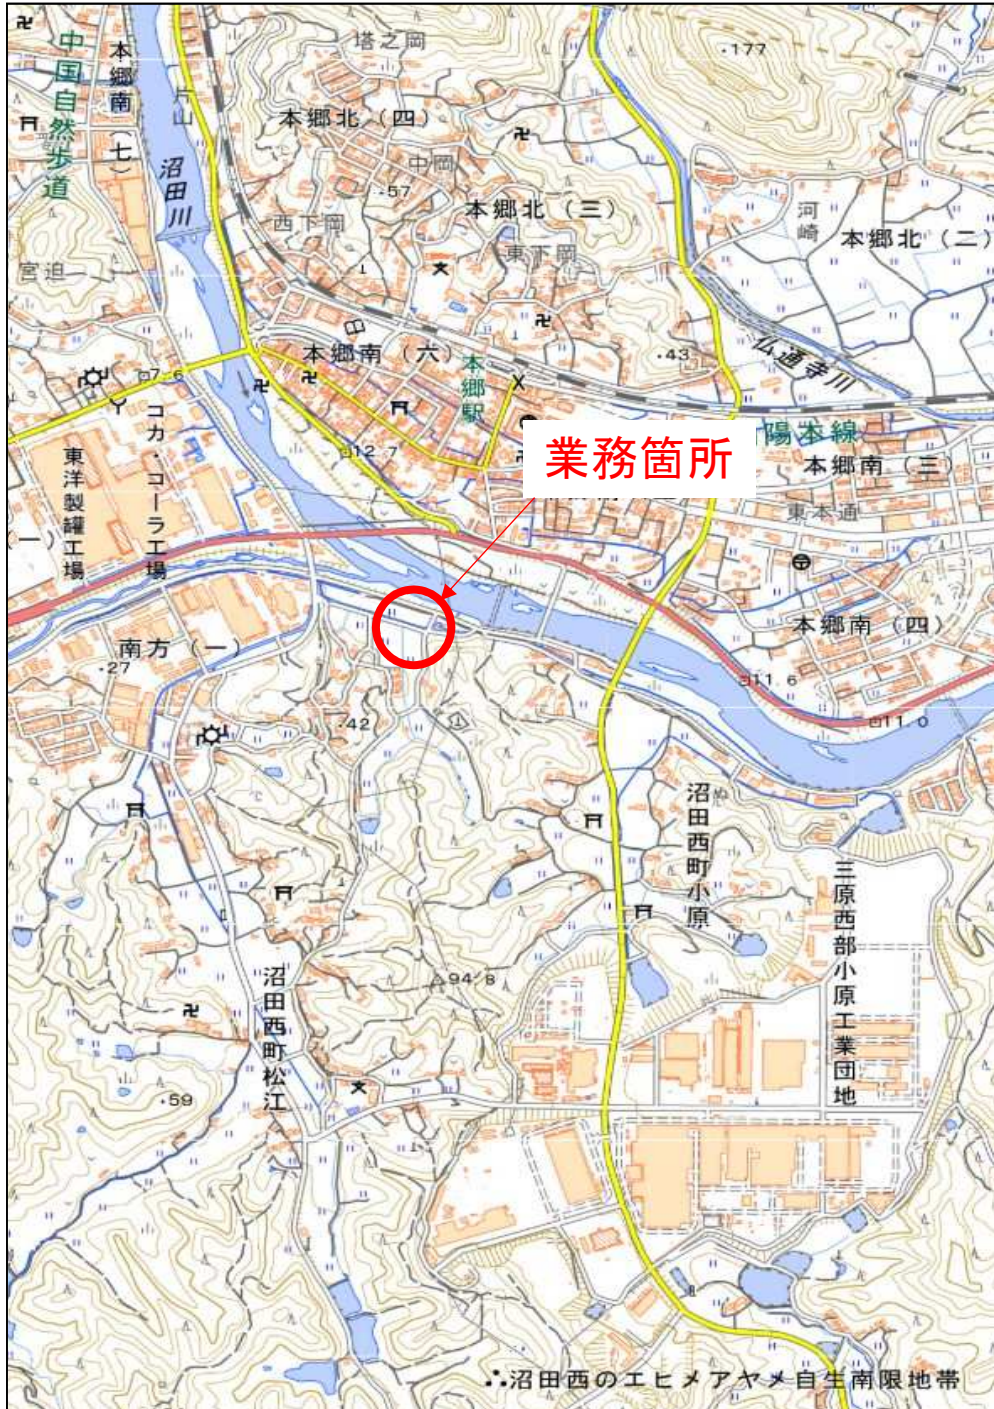 塔之岡
・177
中国自然歩道
本郷南(七)
片山
本郷北(四)
中岡
・57
沼田川
本郷北(三)
河崎
本郷北(二)
西下岡
東下岡
宮迫
仏通寺川
本郷南(六)
・43
本郷駅
7.6
コカ・コーラ工場
東洋製罐工場
12.7
業務箇所
陽本線
本郷南(三)
東本通
(一)
本郷南(四)
南方(一)
・27
11.6
・42
11.0
沼田西町小原
ぬ
三原西部小原工業団地
94.8
沼田西町松江
・59
∴沼田西のエヒメアヤメ自生南限地帯